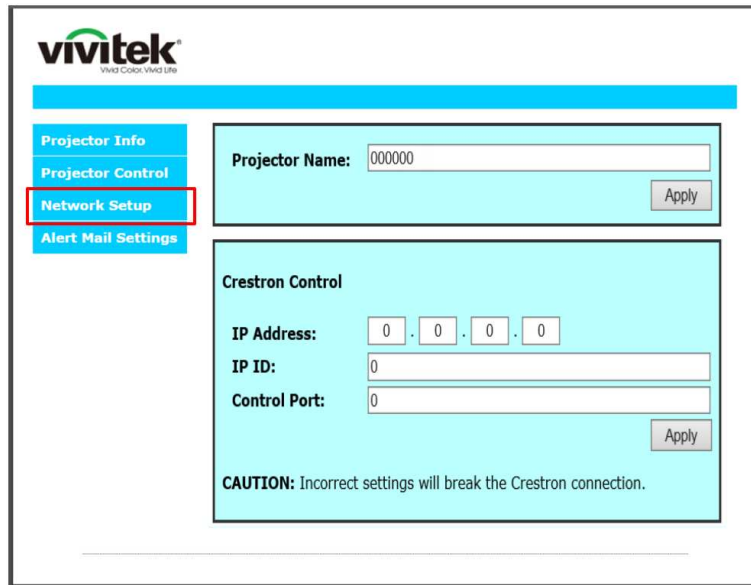 vivitek®
Vivid Color, Vivid Life
Projector Info
Projector Control
Network Setup
Alert Mail Settings
Projector Name: 000000
Apply
Crestron Control
IP Address: 0 . 0 . 0 . 0
IP ID: 0
Control Port: 0
Apply
CAUTION: Incorrect settings will break the Crestron connection.